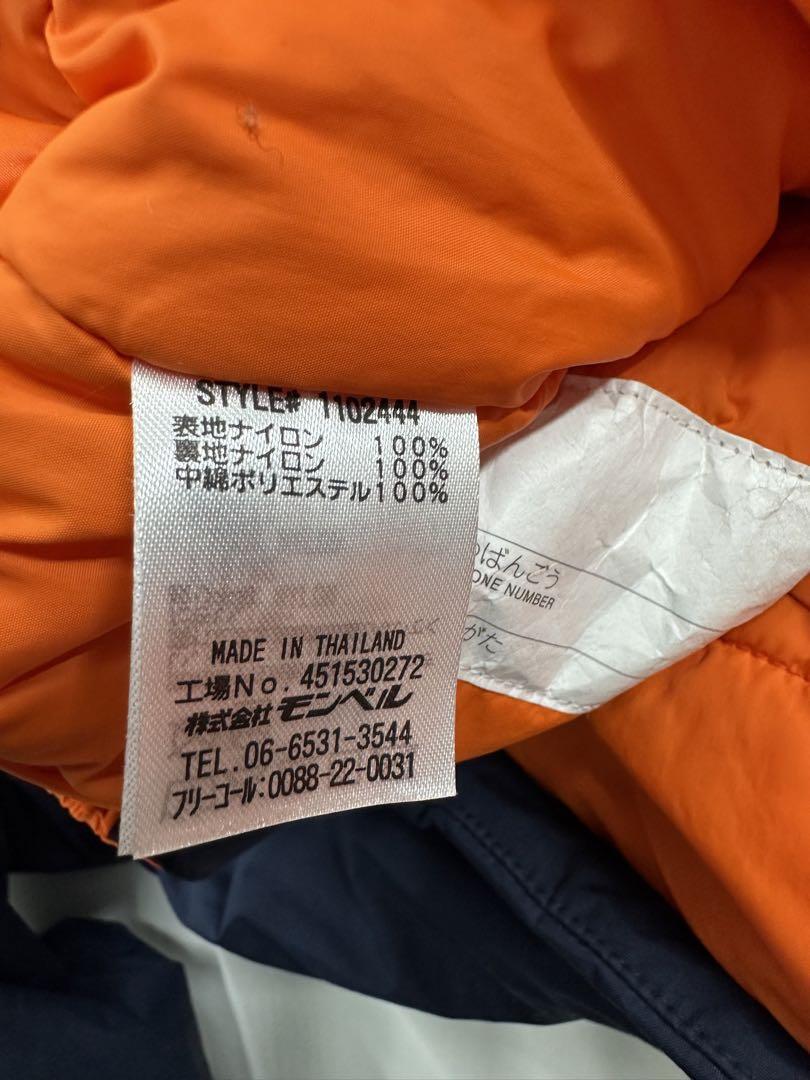 STYLE# 1102444
表地ナイロン 100%
裏地ナイロン 100%
中綿ポリエステル100%
MADE IN THAILAND
工場No. 451530272
株式会社 モンベル
TEL.06-6531-3544
フリーコール:0088-22-0031
ばんごう
ONE NUMBER
がた